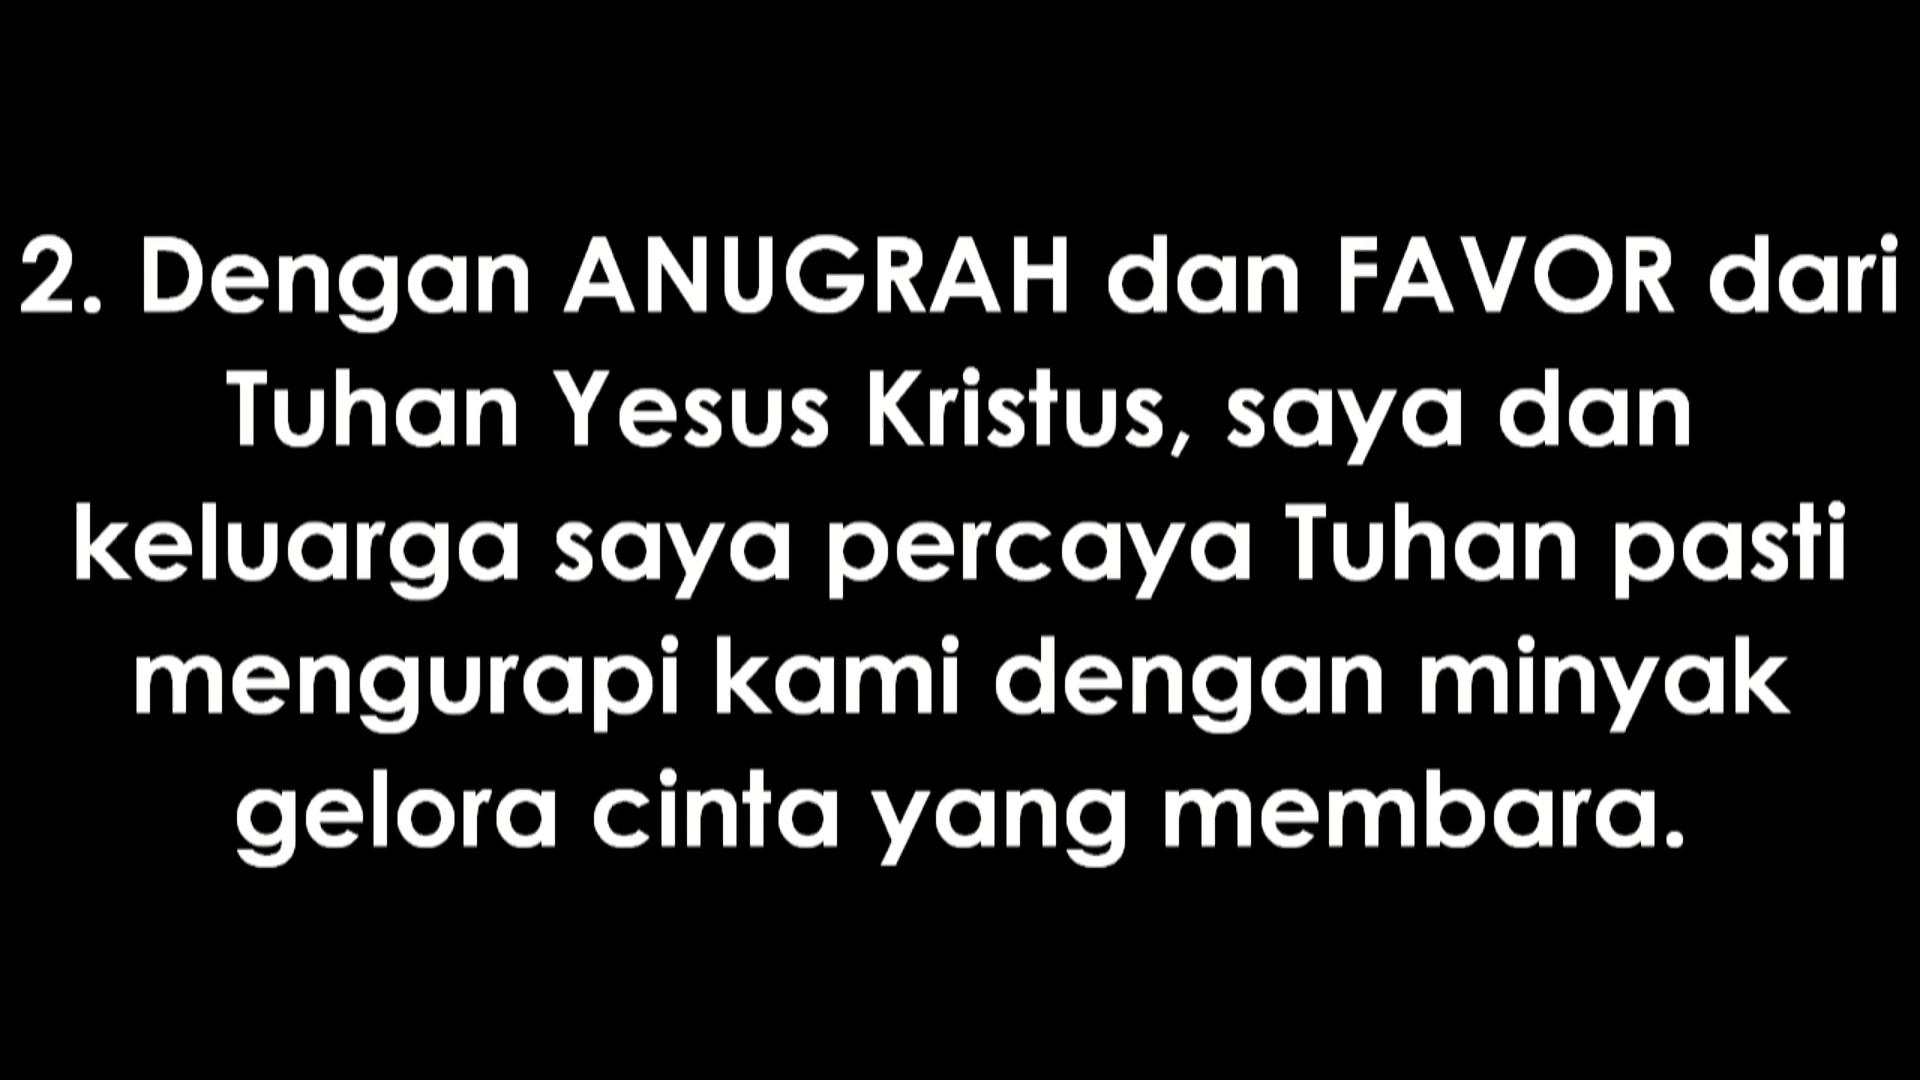 2. Dengan ANUGRAH dan FAVOR dari
Tuhan Yesus Kristus, saya dan
keluarga saya percaya Tuhan pasti
mengurapi kami dengan minyak
gelora cinta yang membara.